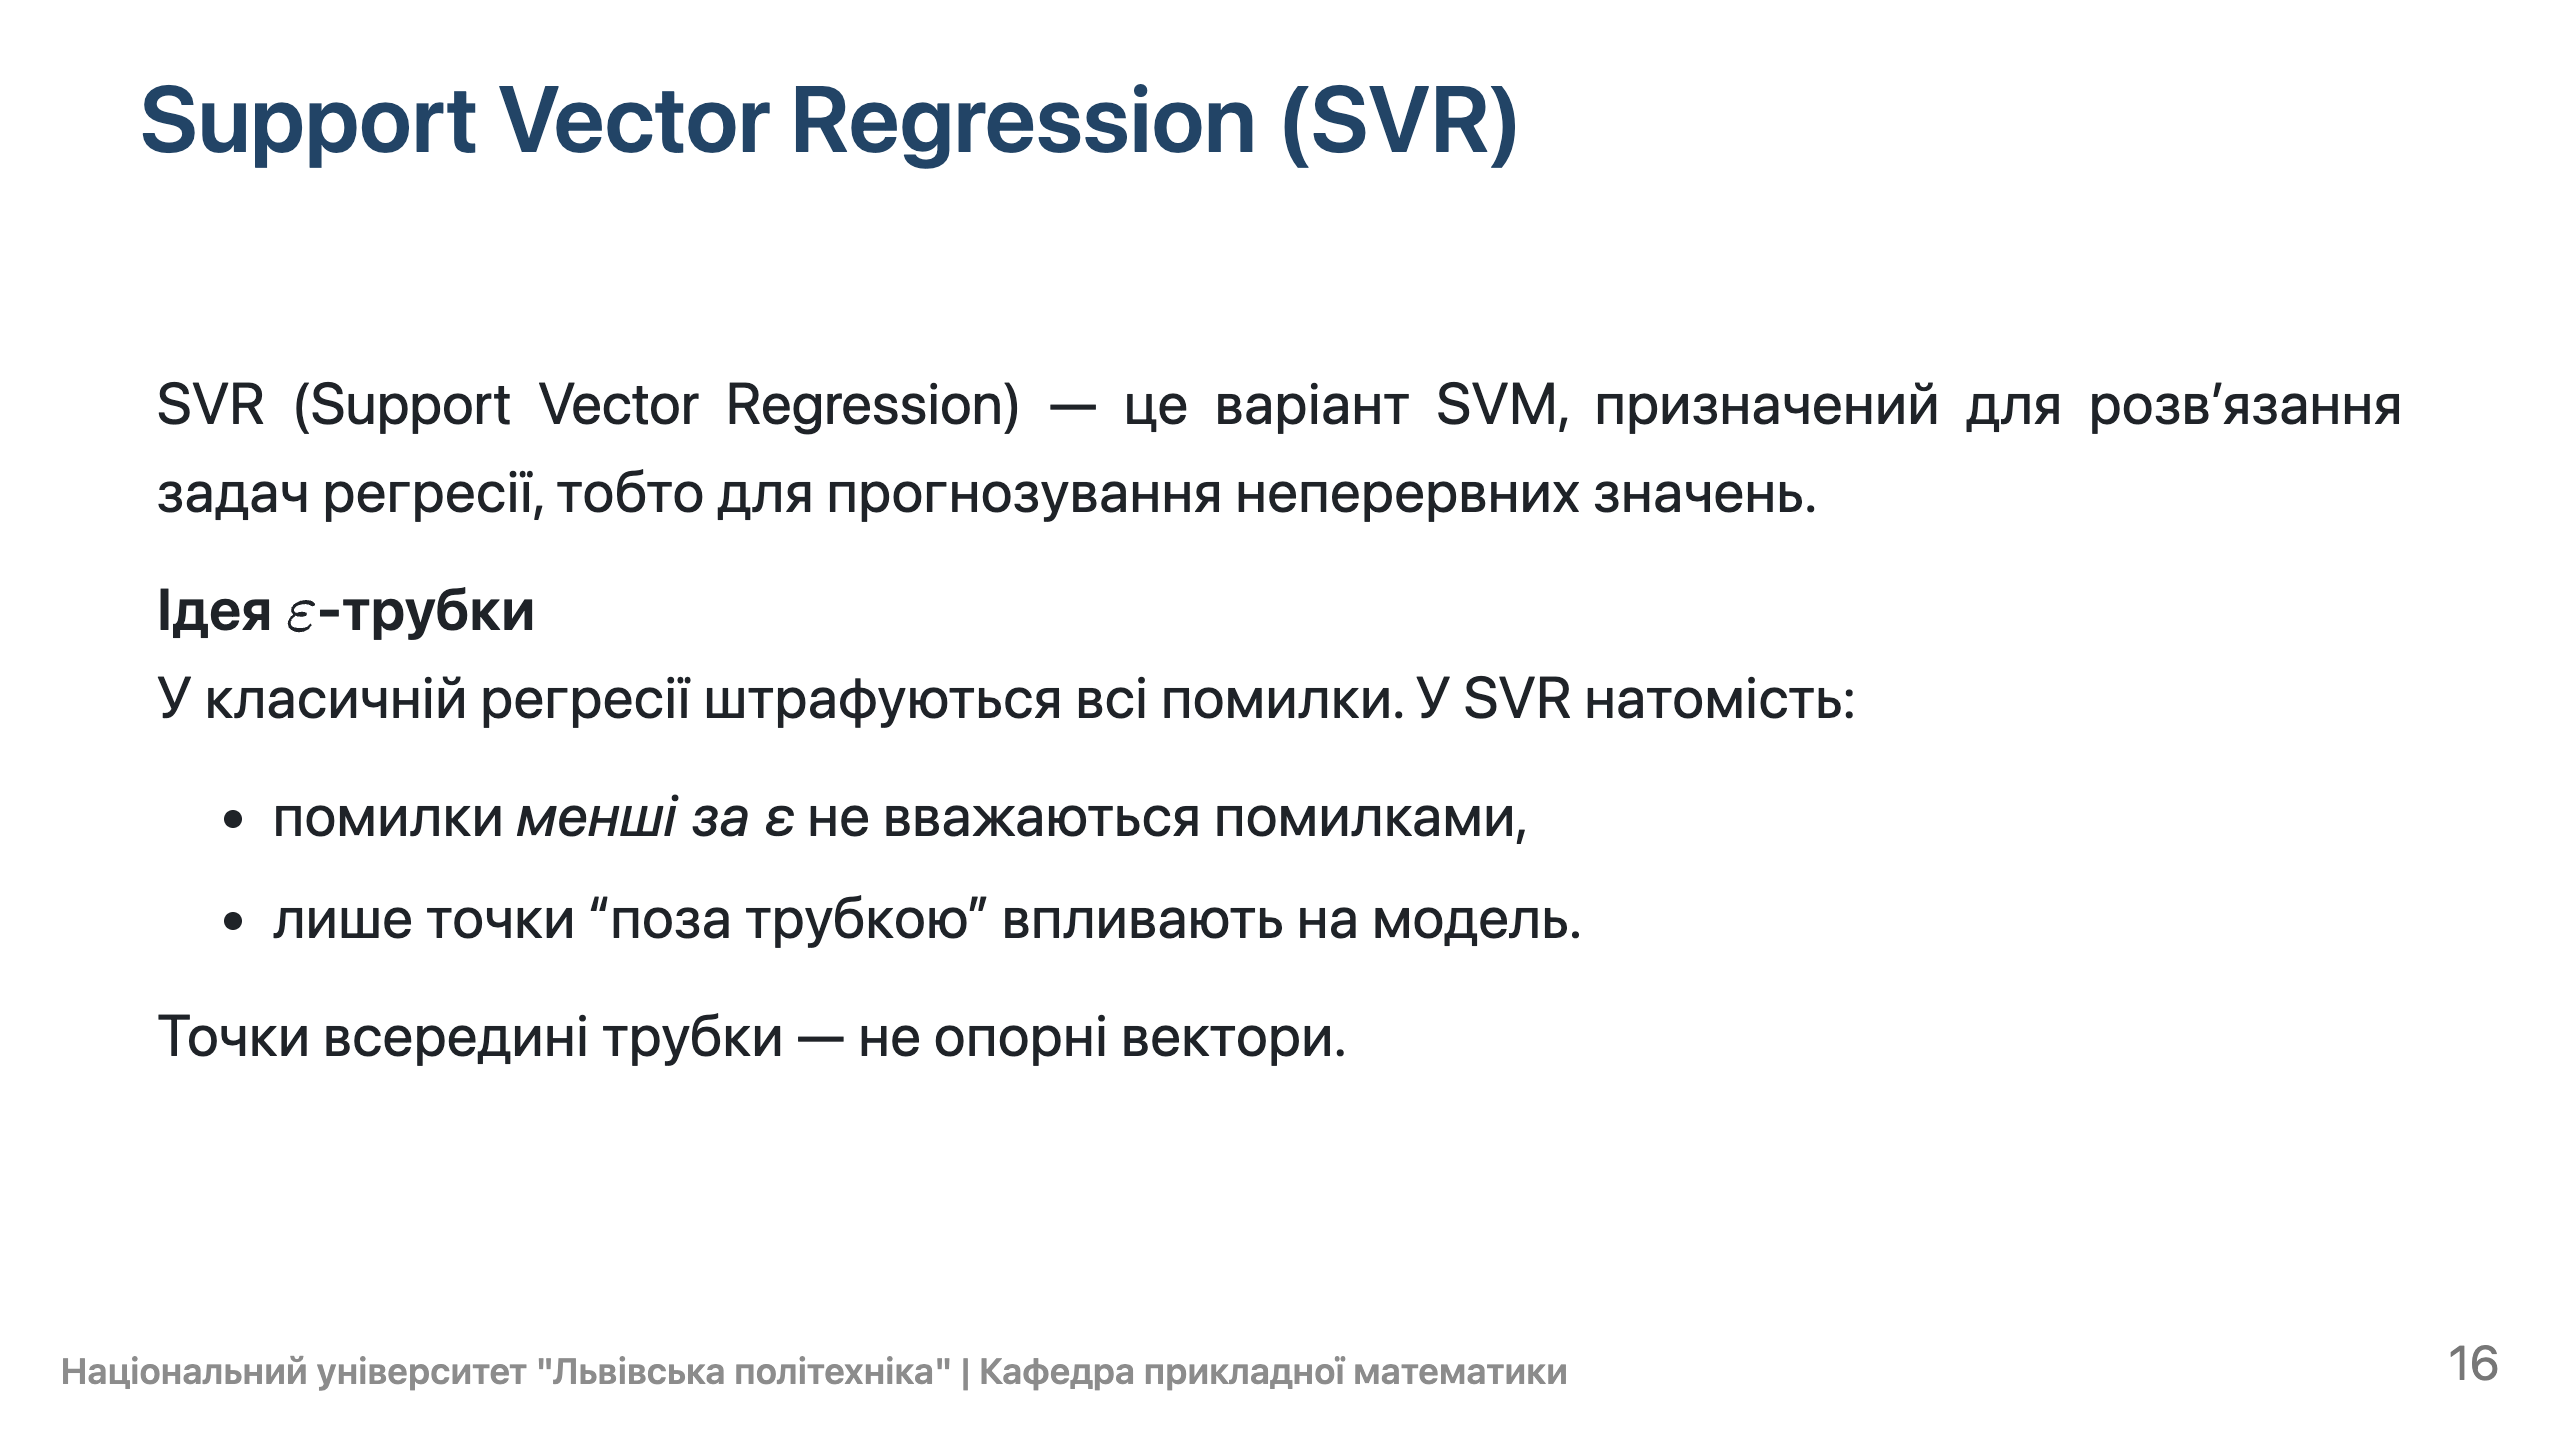 Support Vector Regression (SVR)
SVR (Support Vector Regression) — це варіант SVM, призначений для розв’язання
задач регресії, тобто для прогнозування неперервних значень.
Ідея ε-трубки
У класичній регресії штрафуються всі помилки. У SVR натомість:
• помилки менші за ε не вважаються помилками,
• лише точки “поза трубкою” впливають на модель.
Точки всередині трубки — не опорні вектори.
Національний університет "Львівська політехніка" | Кафедра прикладної математики
16